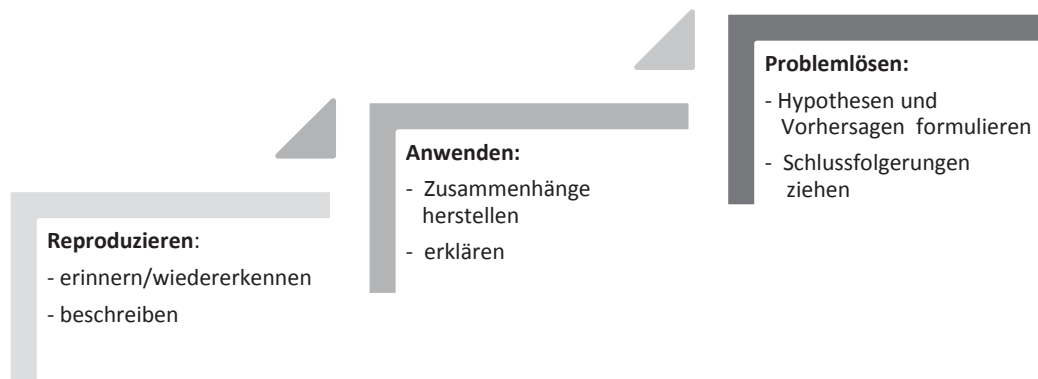 Reproduzieren:
- erinnern/wiedererkennen
- beschreiben
Anwenden:
- Zusammenhänge
herstellen
- erklären
Problemlösen:
- Hypothesen und
Vorhersagen formulieren
- Schlussfolgerungen
ziehen